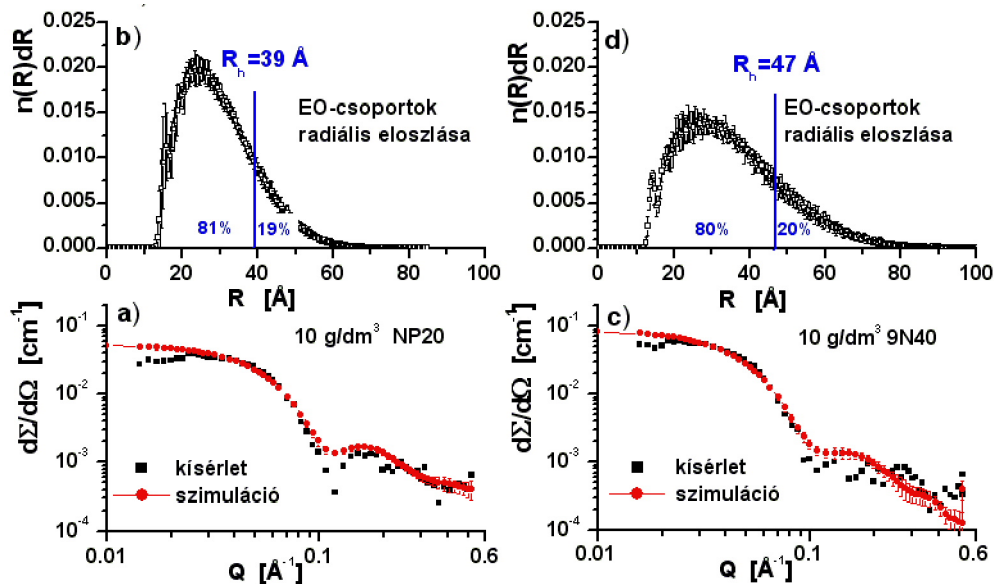 b)
n(R)dR
0.025
0.020
0.015
0.010
0.005
0.000
Rh=39 Å
EO-csoportok
radiális eloszlása
81%
19%
0
20
40
60
80
100
R [Å]
d)
n(R)dR
0.025
0.020
0.015
0.010
0.005
0.000
Rh=47 Å
EO-csoportok
radiális eloszlása
80%
20%
0
20
40
60
80
100
R [Å]
a)
dΣ/dΩ [cm-1]
10-1
10-2
10-3
10-4
10 g/dm3 NP20
kísérlet
szimuláció
0.01
0.1
0.6
Q [Å-1]
c)
dΣ/dΩ [cm-1]
10-1
10-2
10-3
10-4
10 g/dm3 9N40
kísérlet
szimuláció
0.01
0.1
0.6
Q [Å-1]